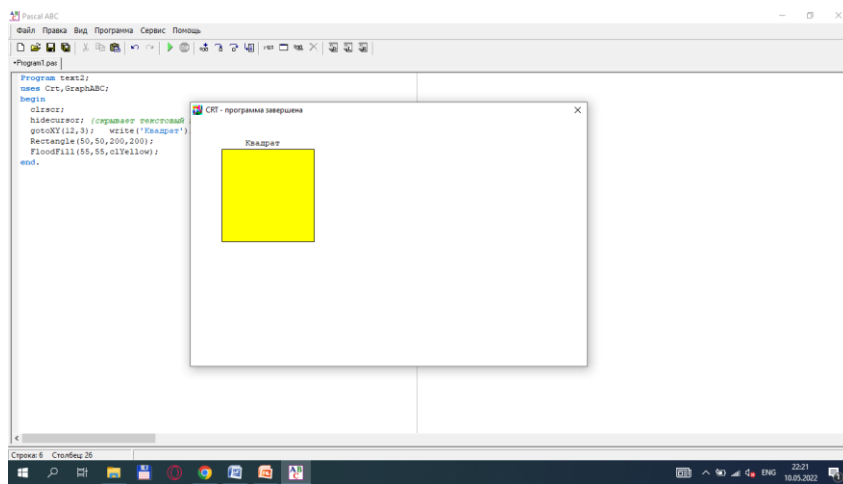 Pascal ABC
Файл Правка Вид Программа Сервис Помощь
•Program1.pas
Program text2;
uses Crt,GraphABC;
begin
clrscr;
hidecursor; {скрывает текстовый
gotoXY(12,3); write('Квадрат')
Rectangle(50,50,200,200);
FloodFill(55,55,clYellow);
end.
CRT - программа завершена
Квадрат
Строка: 6 Столбец: 26
ENG
22:21
10.05.2022